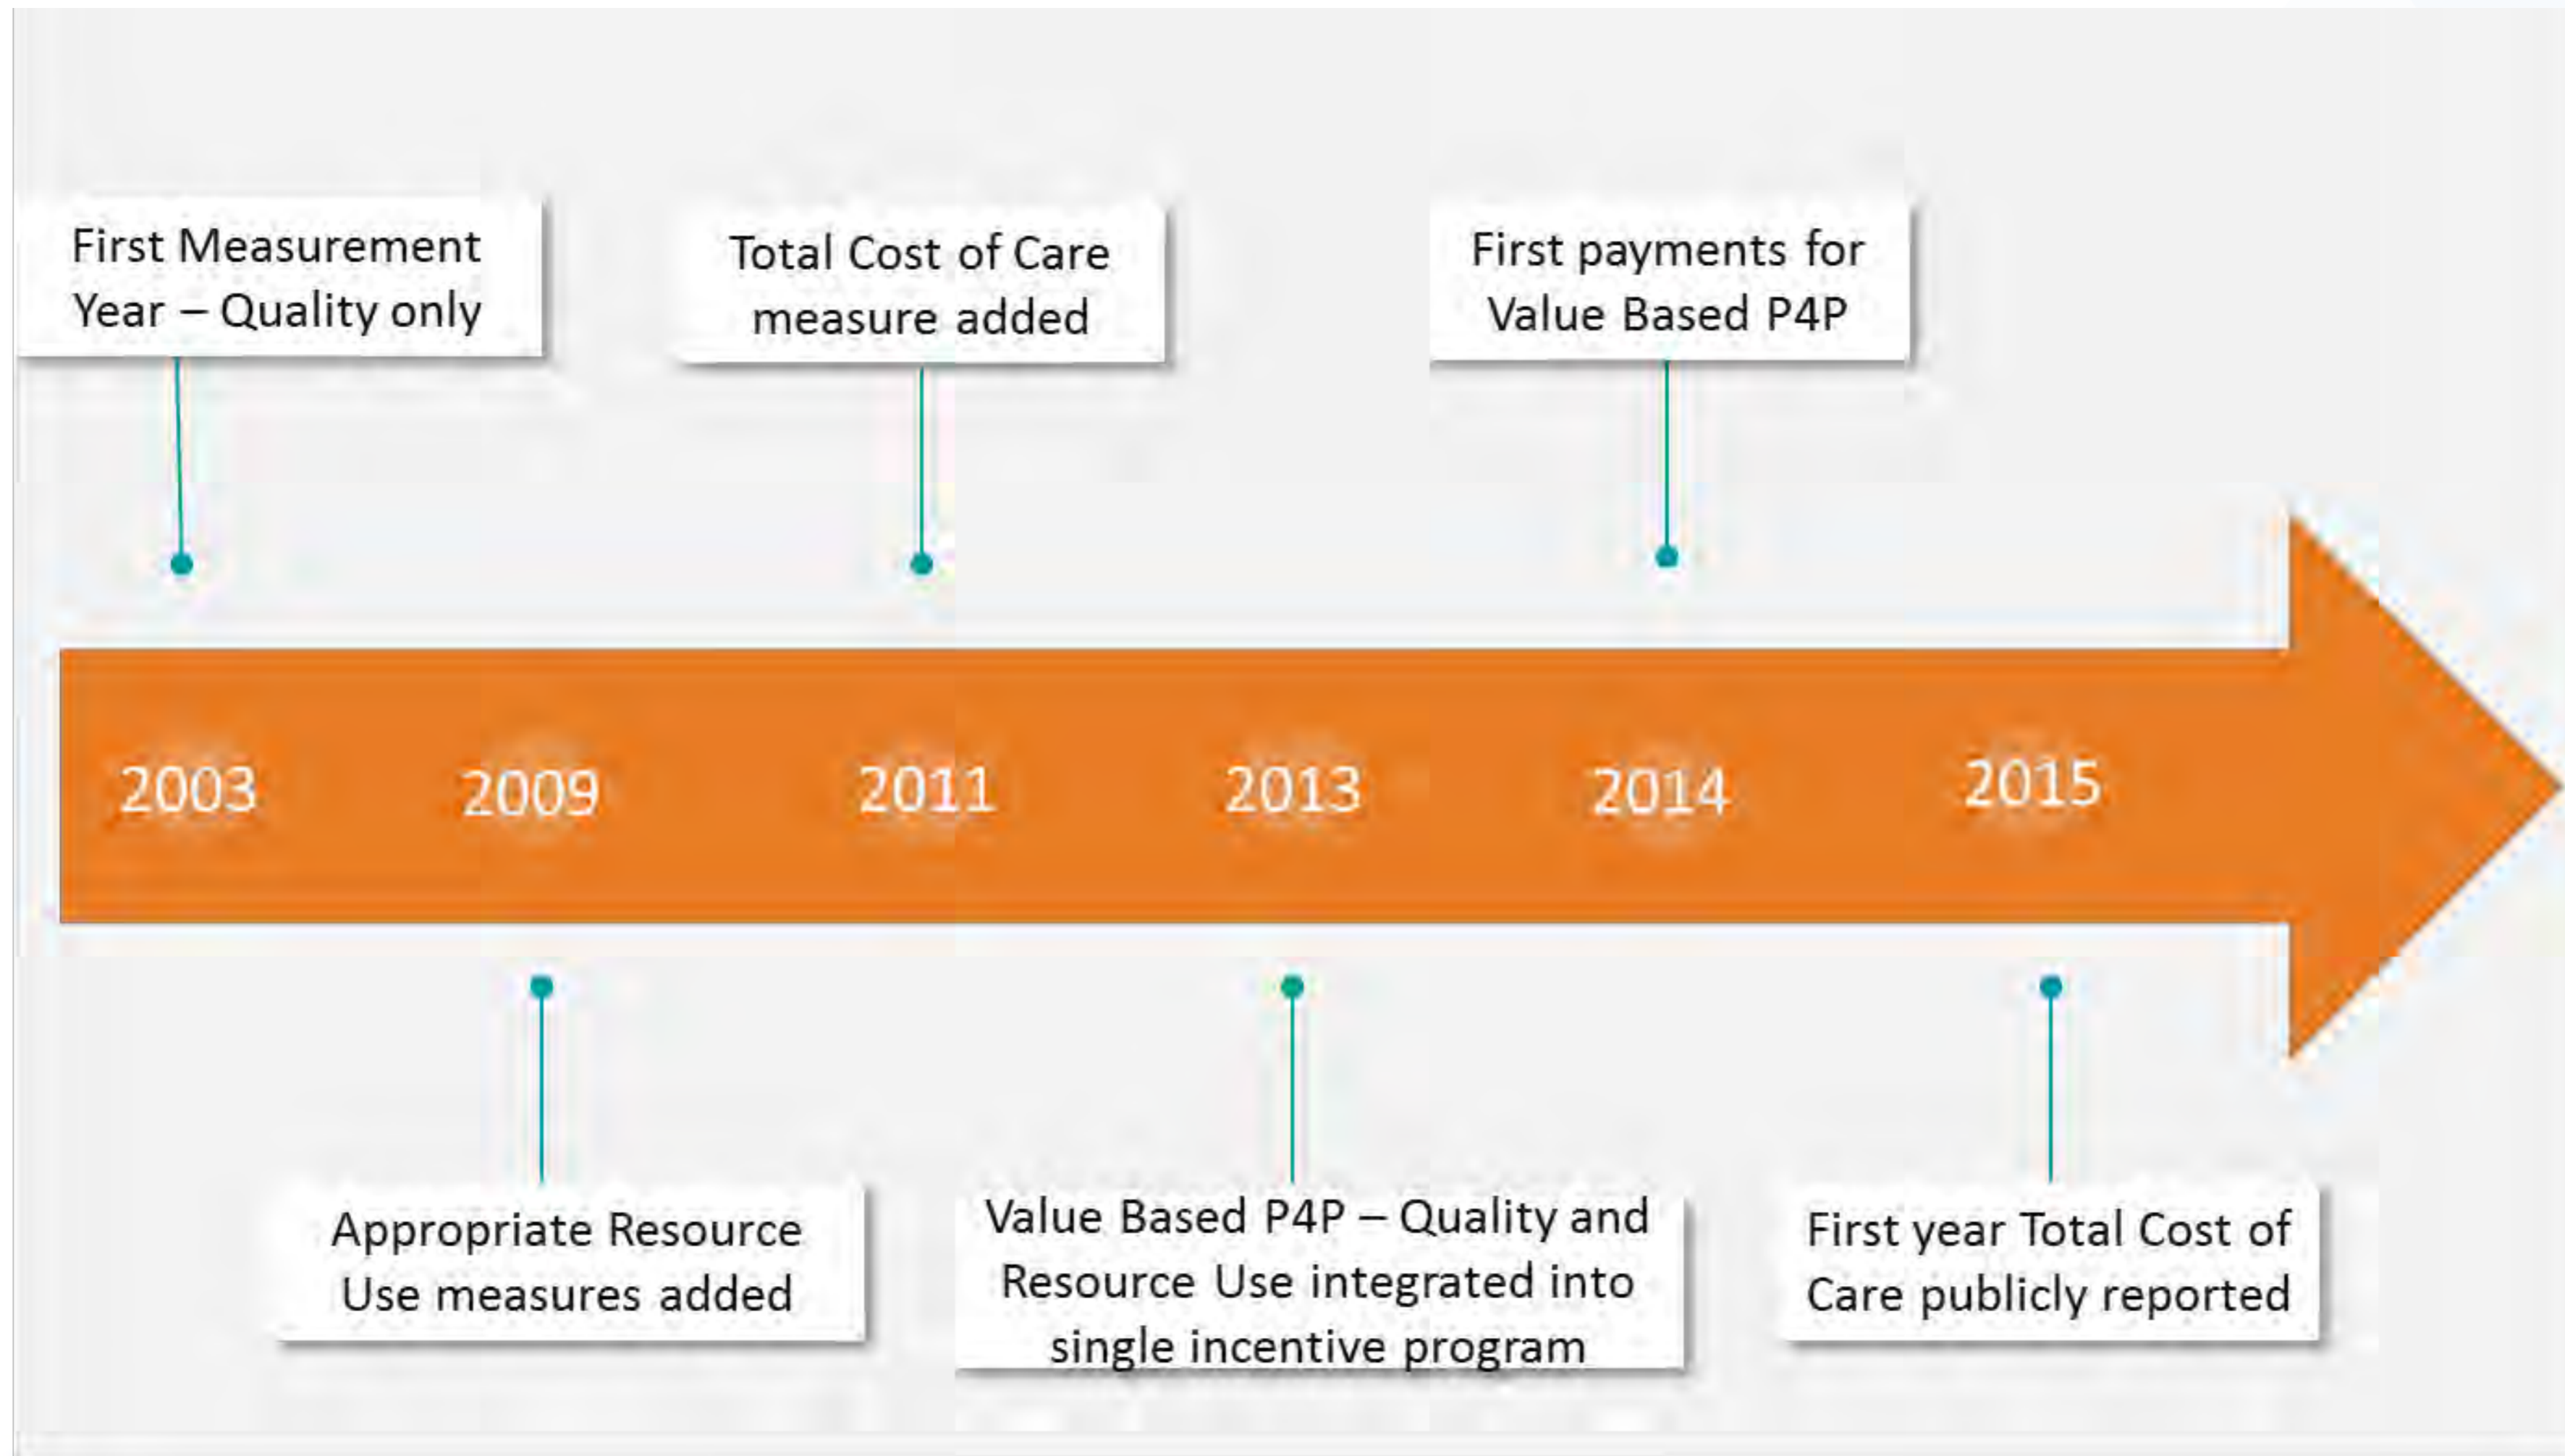 First Measurement
Year – Quality only
Total Cost of Care
measure added
First payments for
Value Based P4P
2003
2009
2011
2013
2014
2015
Appropriate Resource
Use measures added
Value Based P4P – Quality and
Resource Use integrated into
single incentive program
First year Total Cost of
Care publicly reported